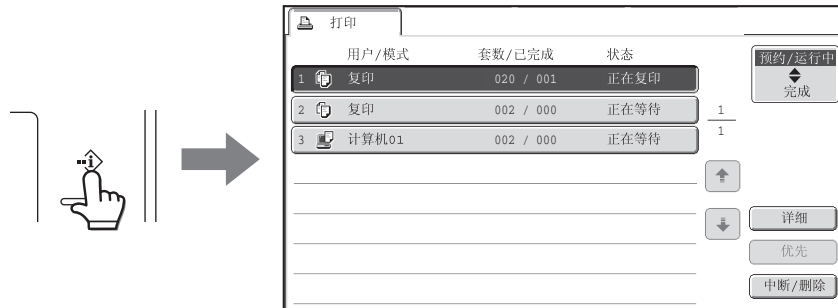 打印
用户/模式 套数/已完成 状态
1 复印 020 / 001 正在复印
2 复印 002 / 000 正在等待
3 计算机01 002 / 000 正在等待
预约/运行中
完成
1
1
详细
优先
中断/删除